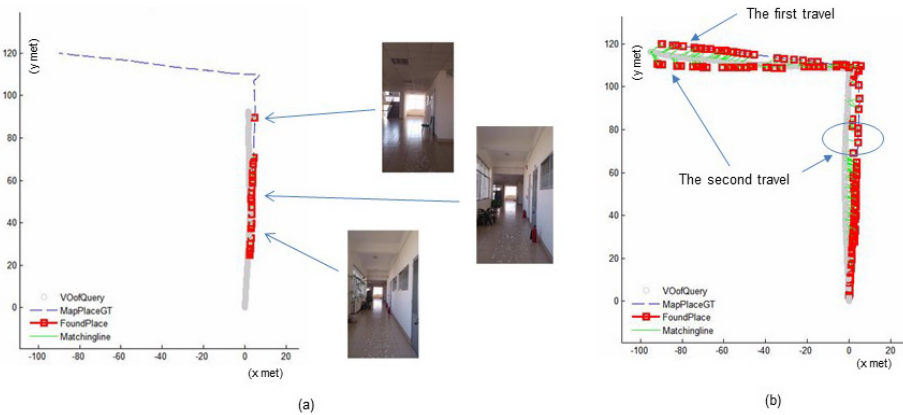 (y met)
120
100
80
60
40
20
0
VOofQuery
MapPlaceGT
FoundPlace
Matchingline
-100
-80
-60
-40
-20
0
20
(x met)
(a)
The first travel
(y met)
120
100
80
60
40
20
0
The second travel
VOofQuery
MapPlaceGT
FoundPlace
Matchingline
-100
-80
-60
-40
-20
0
20
(x met)
(b)